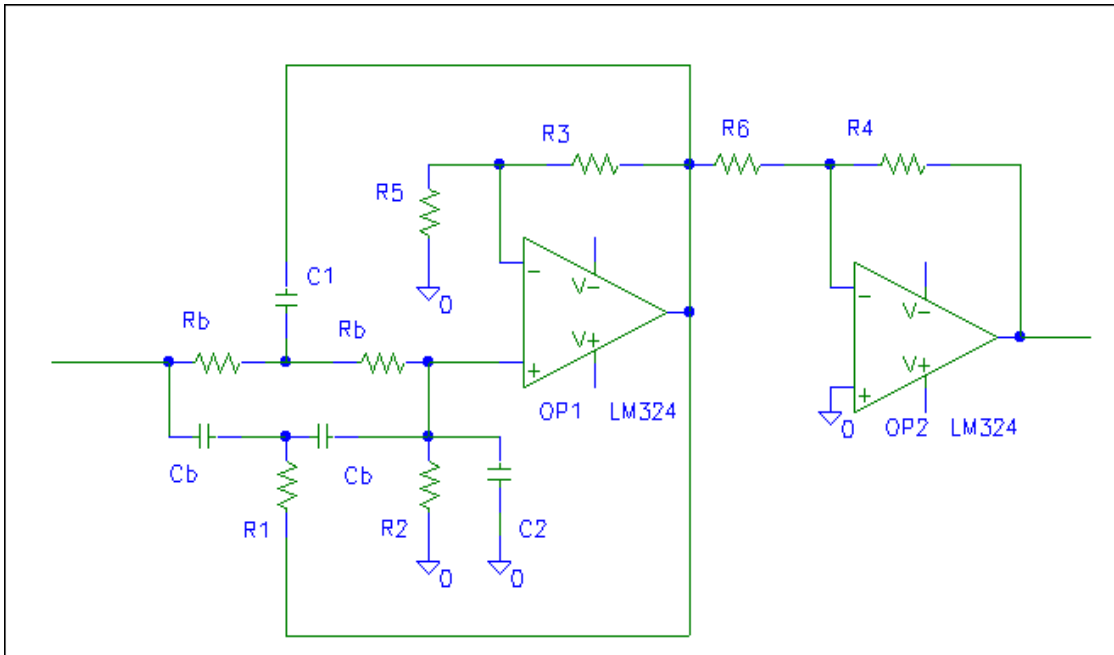 R3
R6
R4
R5
V-
0
C1
V-
Rb
Rb
V+
V+
OP1 LM324
0
OP2 LM324
Cb
Cb
R1
R2
C2
0
0